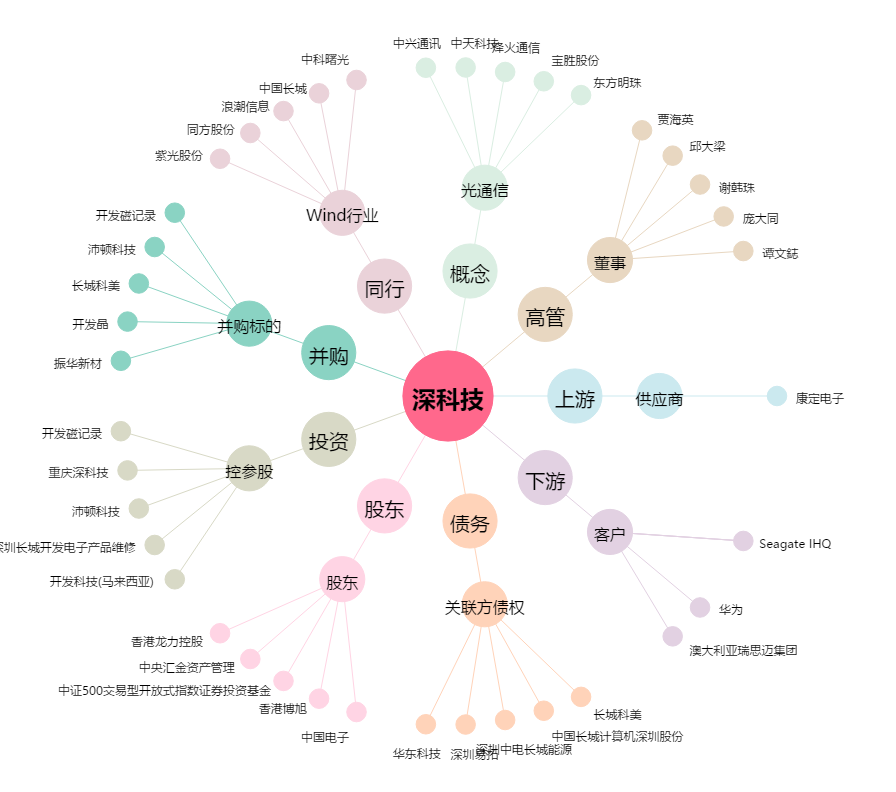 深科技
概念
光通信
中兴通讯
中天科技
烽火通信
宝胜股份
东方明珠
高管
董事
贾海英
邱大梁
谢韩珠
庞大同
谭文鋕
上游
供应商
康定电子
下游
客户
Seagate IHQ
华为
澳大利亚瑞思迈集团
债务
关联方债权
长城科美
中国长城计算机深圳股份
深圳中电长城能源
深圳易拓
华东科技
股东
股东
中国电子
香港博旭
中证500交易型开放式指数证券投资基金
中央汇金资产管理
香港龙力控股
投资
控参股
开发科技(马来西亚)
深圳长城开发电子产品维修
沛顿科技
重庆深科技
开发磁记录
并购
并购标的
振华新材
开发晶
长城科美
沛顿科技
开发磁记录
同行
Wind行业
紫光股份
同方股份
浪潮信息
中国长城
中科曙光